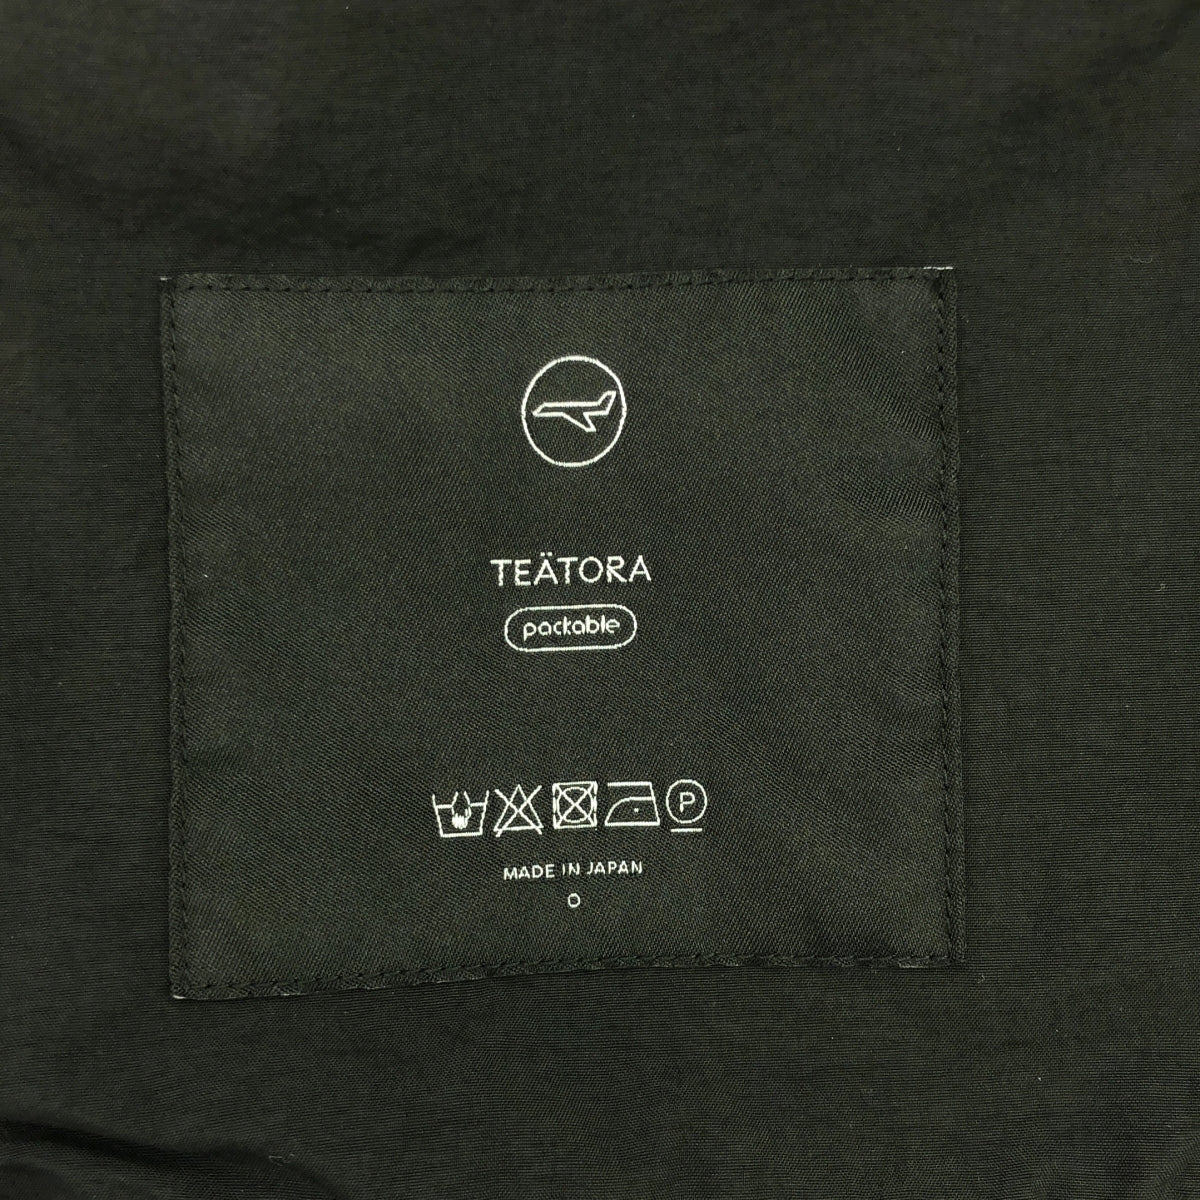 TEÄTORA
packable
P
MADE IN JAPAN
0